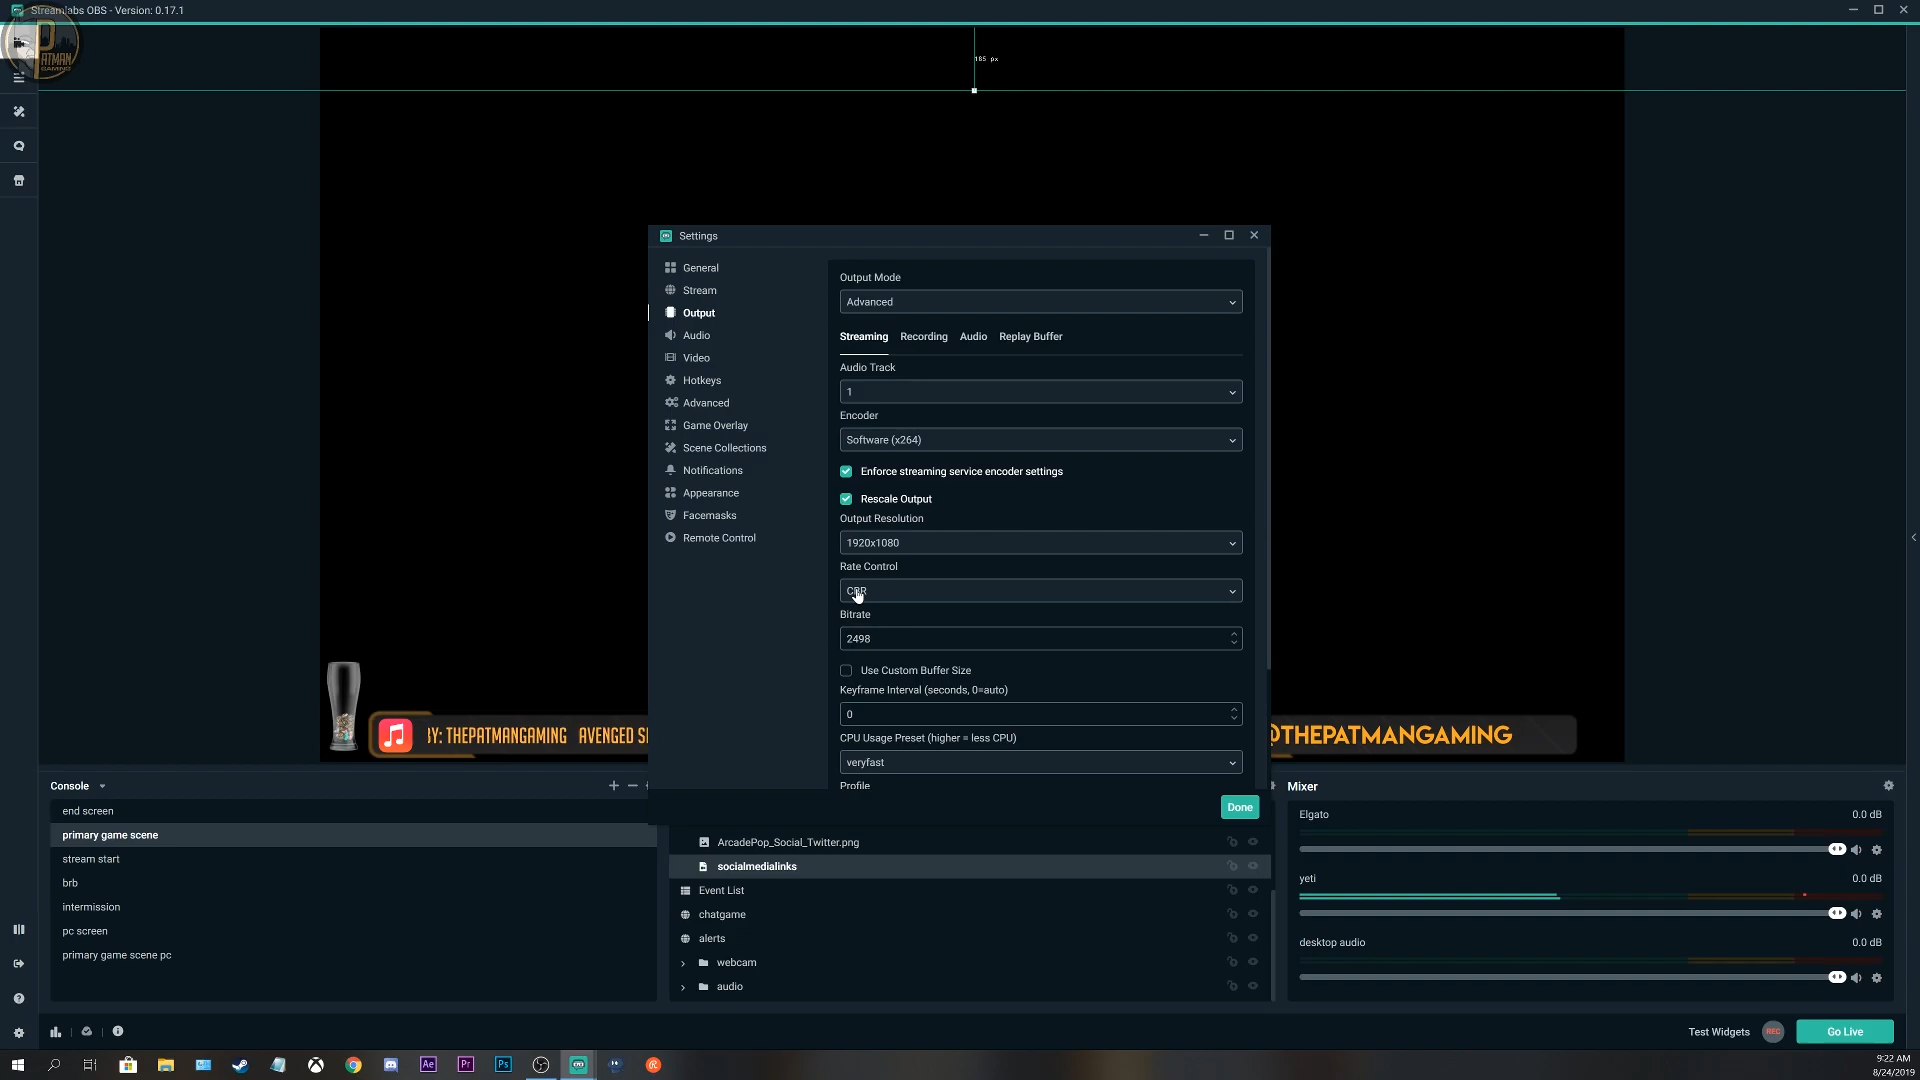 Streamlabs OBS - Version: 0.17.1
PATMAN
GAMING
185 px
Settings
General
Stream
Output
Audio
Video
Hotkeys
Advanced
Game Overlay
Scene Collections
Notifications
Appearance
Facemasks
Remote Control
Output Mode
Advanced
Streaming Recording Audio Replay Buffer
Audio Track
1
Encoder
Software (x264)
Enforce streaming service encoder settings
Rescale Output
Output Resolution
1920x1080
Rate Control
CBR
Bitrate
2498
Use Custom Buffer Size
Keyframe Interval (seconds, 0=auto)
0
CPU Usage Preset (higher = less CPU)
veryfast
Profile
Done
BY: THEPATMANGAMING AVENGED S
@THEPATMANGAMING
Console
end screen
primary game scene
stream start
brb
intermission
pc screen
primary game scene pc
ArcadePop_Social_Twitter.png
socialmedialinks
Event List
chatgame
alerts
webcam
audio
Mixer
Elgato 0.0 dB
yeti 0.0 dB
desktop audio 0.0 dB
Test Widgets REC Go Live
Ae Pr Ps
9:22 AM
8/24/2019